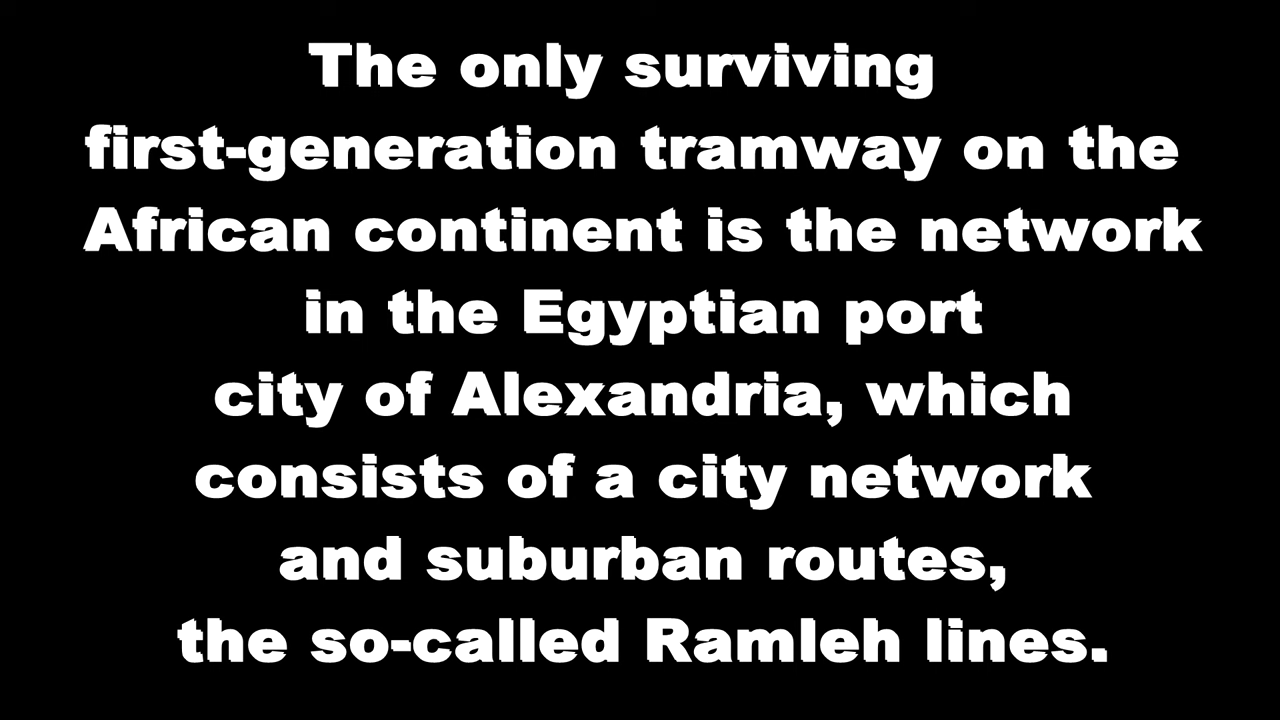 The only surviving
first-generation tramway on the
African continent is the network
in the Egyptian port
city of Alexandria, which
consists of a city network
and suburban routes,
the so-called Ramleh lines.